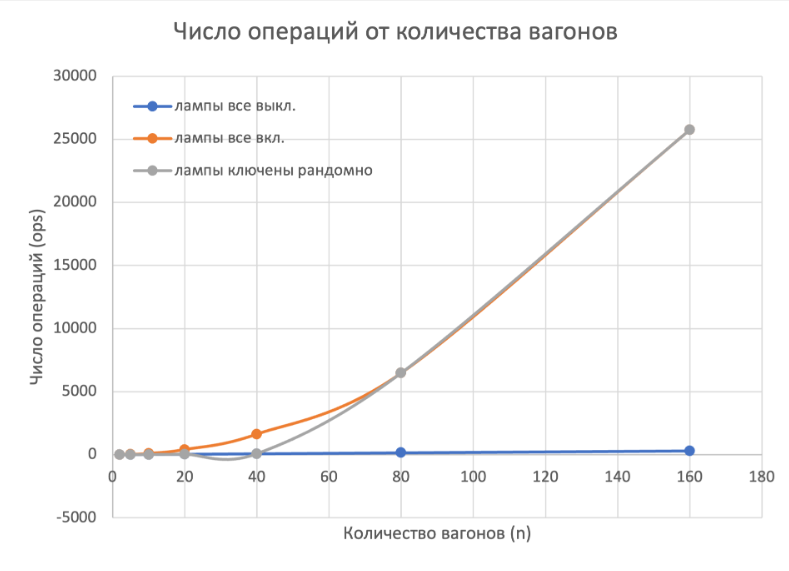 Число операций от количества вагонов
30000
25000
20000
15000
10000
5000
0
-5000
лампы все выкл.
лампы все вкл.
лампы ключены рандомно
Число операций (ops)
0 20 40 60 80 100 120 140 160 180
Количество вагонов (n)